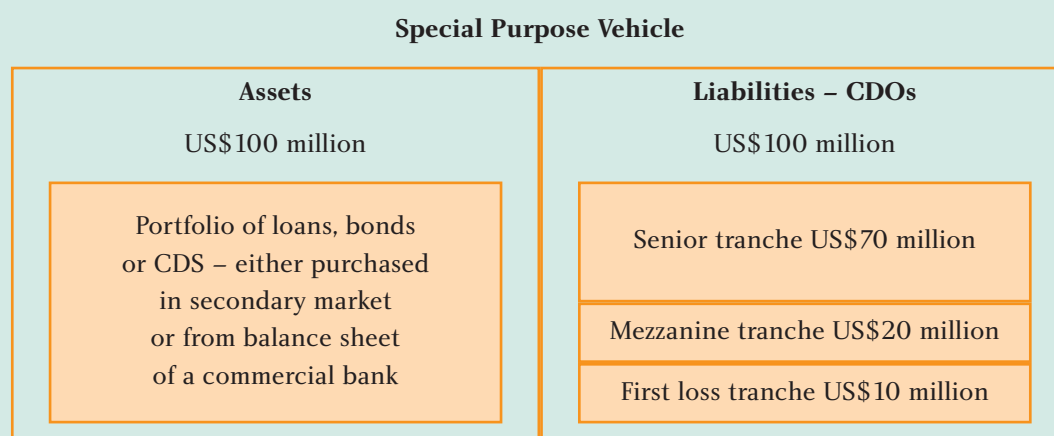 Special Purpose Vehicle
Assets
US$100 million
Portfolio of loans, bonds
or CDS – either purchased
in secondary market
or from balance sheet
of a commercial bank
Liabilities – CDOs
US$100 million
Senior tranche US$70 million
Mezzanine tranche US$20 million
First loss tranche US$10 million